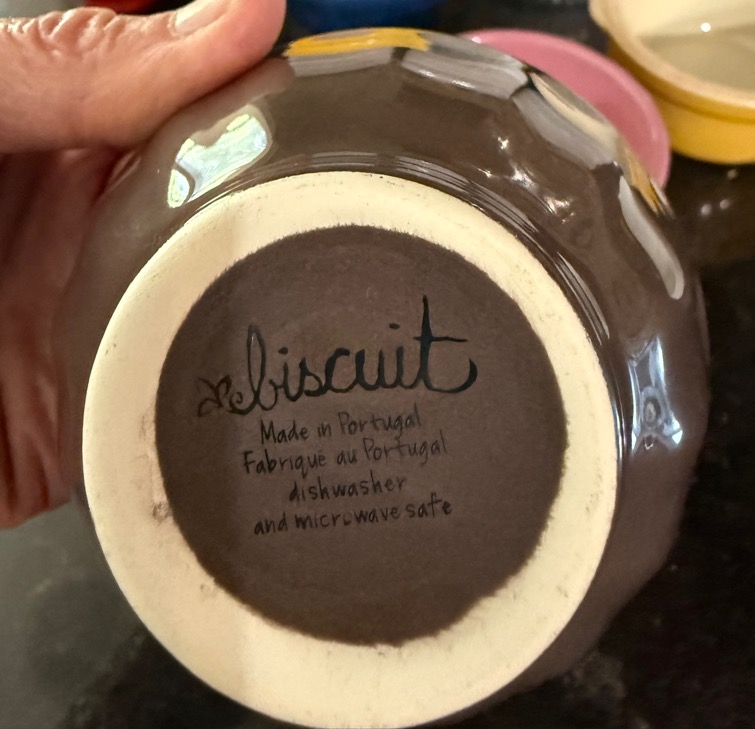 biscuit
Made in Portugal
Fabriqué au Portugal
dishwasher
and microwave safe